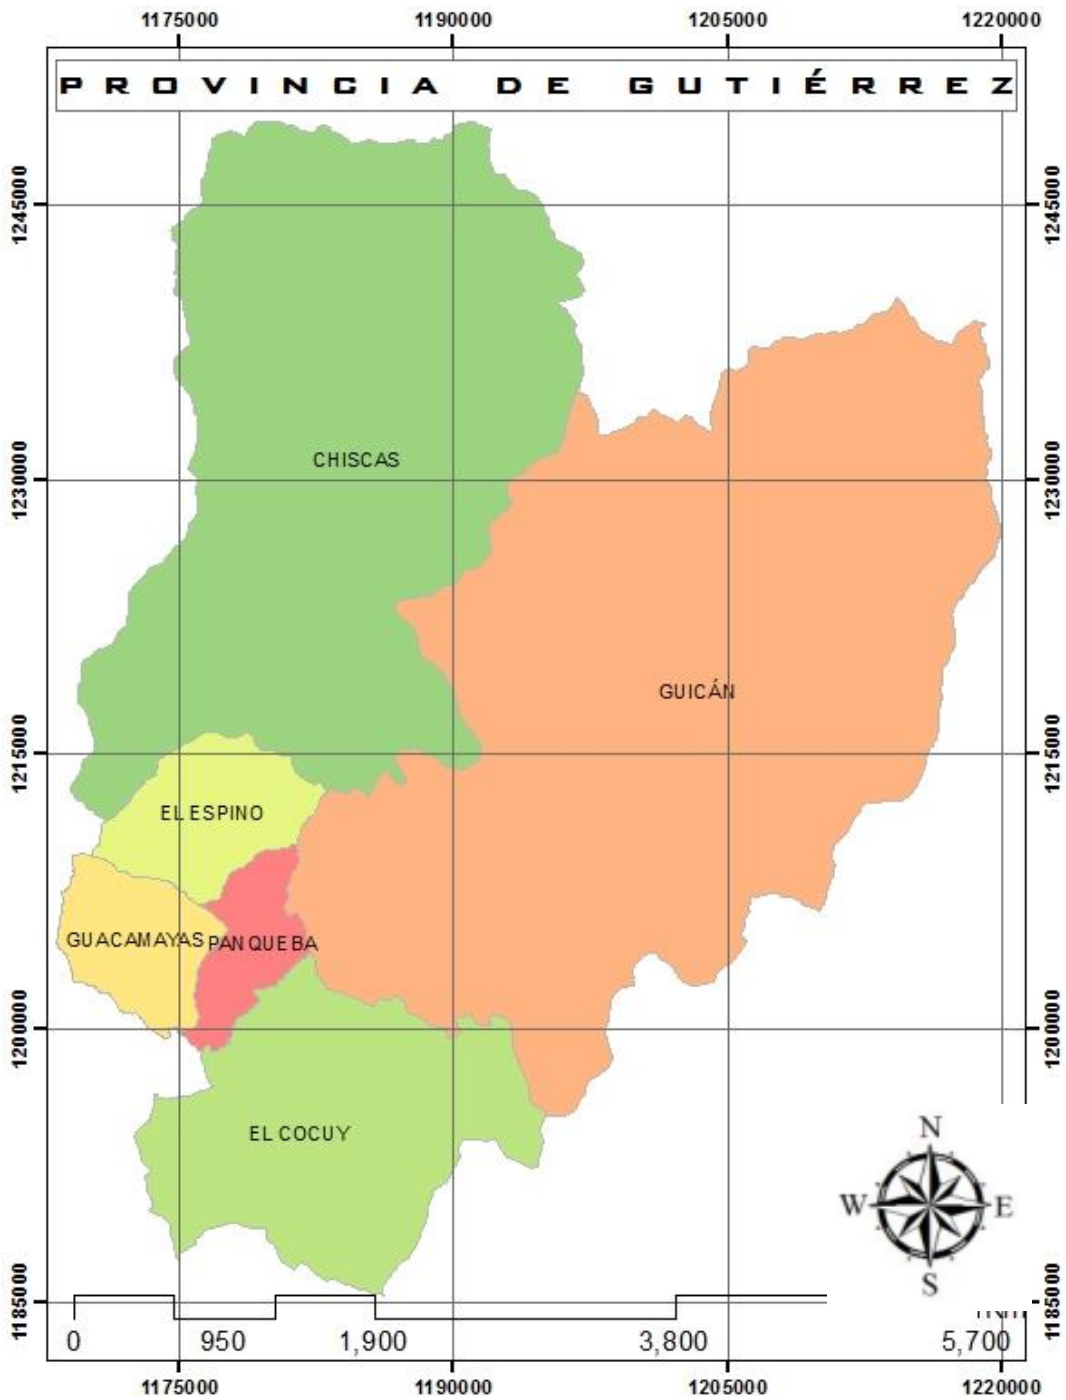 1175000 1190000 1205000 1220000
PROVINCIA DE GUTIÉRREZ
1245000 1245000
CHISCAS
1230000 1230000
GUICÁN
1215000 1215000
EL ESPINO
GUACAMAYAS PANQUEBA
1200000 1200000
EL COCUY
N
W E
S
1185000 1185000
0 950 1,900 3,800 5,700
1175000 1190000 1205000 1220000